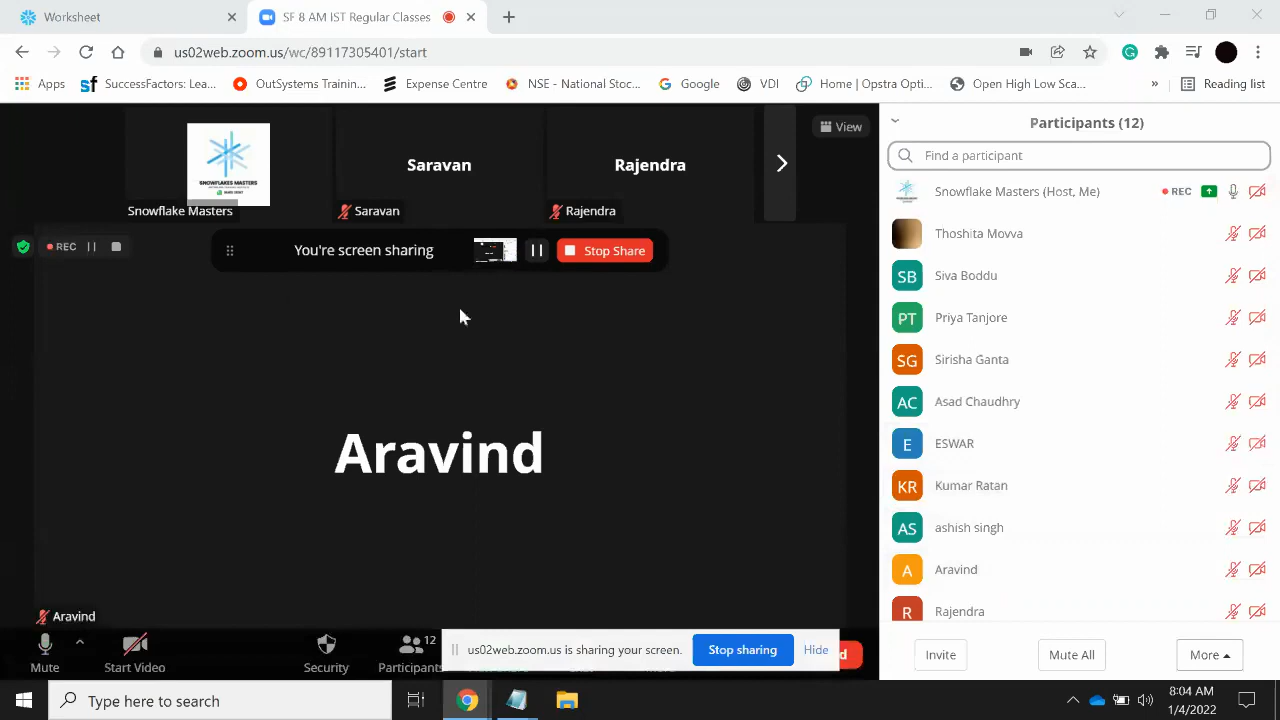 Worksheet
SF 8 AM IST Regular Classes
us02web.zoom.us/wc/89117305401/start
Apps
SuccessFactors: Lea...
OutSystems Training...
Expense Centre
NSE - National Stoc...
Google
VDI
Home | Opstra Opti...
Open High Low Sca...
»
Reading list
View
SNOWFLAKES MASTERS
Saravan
Rajendra
Snowflake Masters
Saravan
Rajendra
REC
You're screen sharing
Stop Share
Aravind
Aravind
Mute
Start Video
Security
Participants
12
us02web.zoom.us is sharing your screen.
Stop sharing
Hide
d
Participants (12)
Find a participant
Snowflake Masters (Host, Me)
REC
Thoshita Movva
SB
Siva Boddu
PT
Priya Tanjore
SG
Sirisha Ganta
AC
Asad Chaudhry
E
ESWAR
KR
Kumar Ratan
AS
ashish singh
A
Aravind
R
Rajendra
Invite
Mute All
More
Type here to search
8:04 AM
1/4/2022